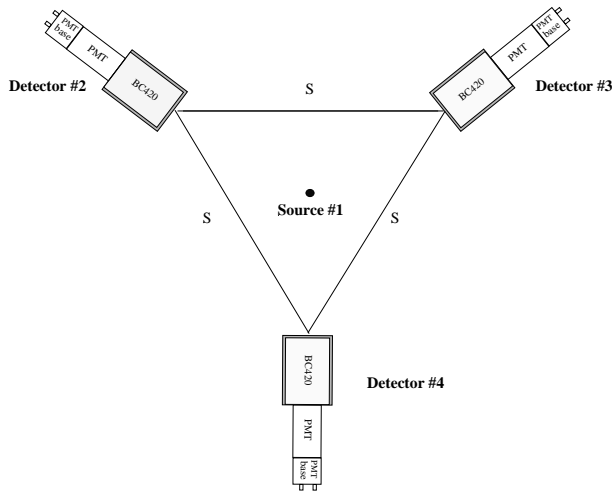 PMT
base
PMT
BC420
Detector #2
PMT
base
PMT
BC420
Detector #3
S
Source #1
S
S
BC420
Detector #4
PMT
base
PMT